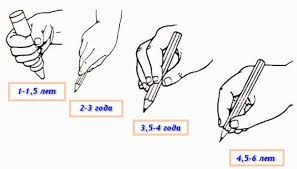 1-1,5 лет
2-3 года
3,5-4 года
4,5-6 лет